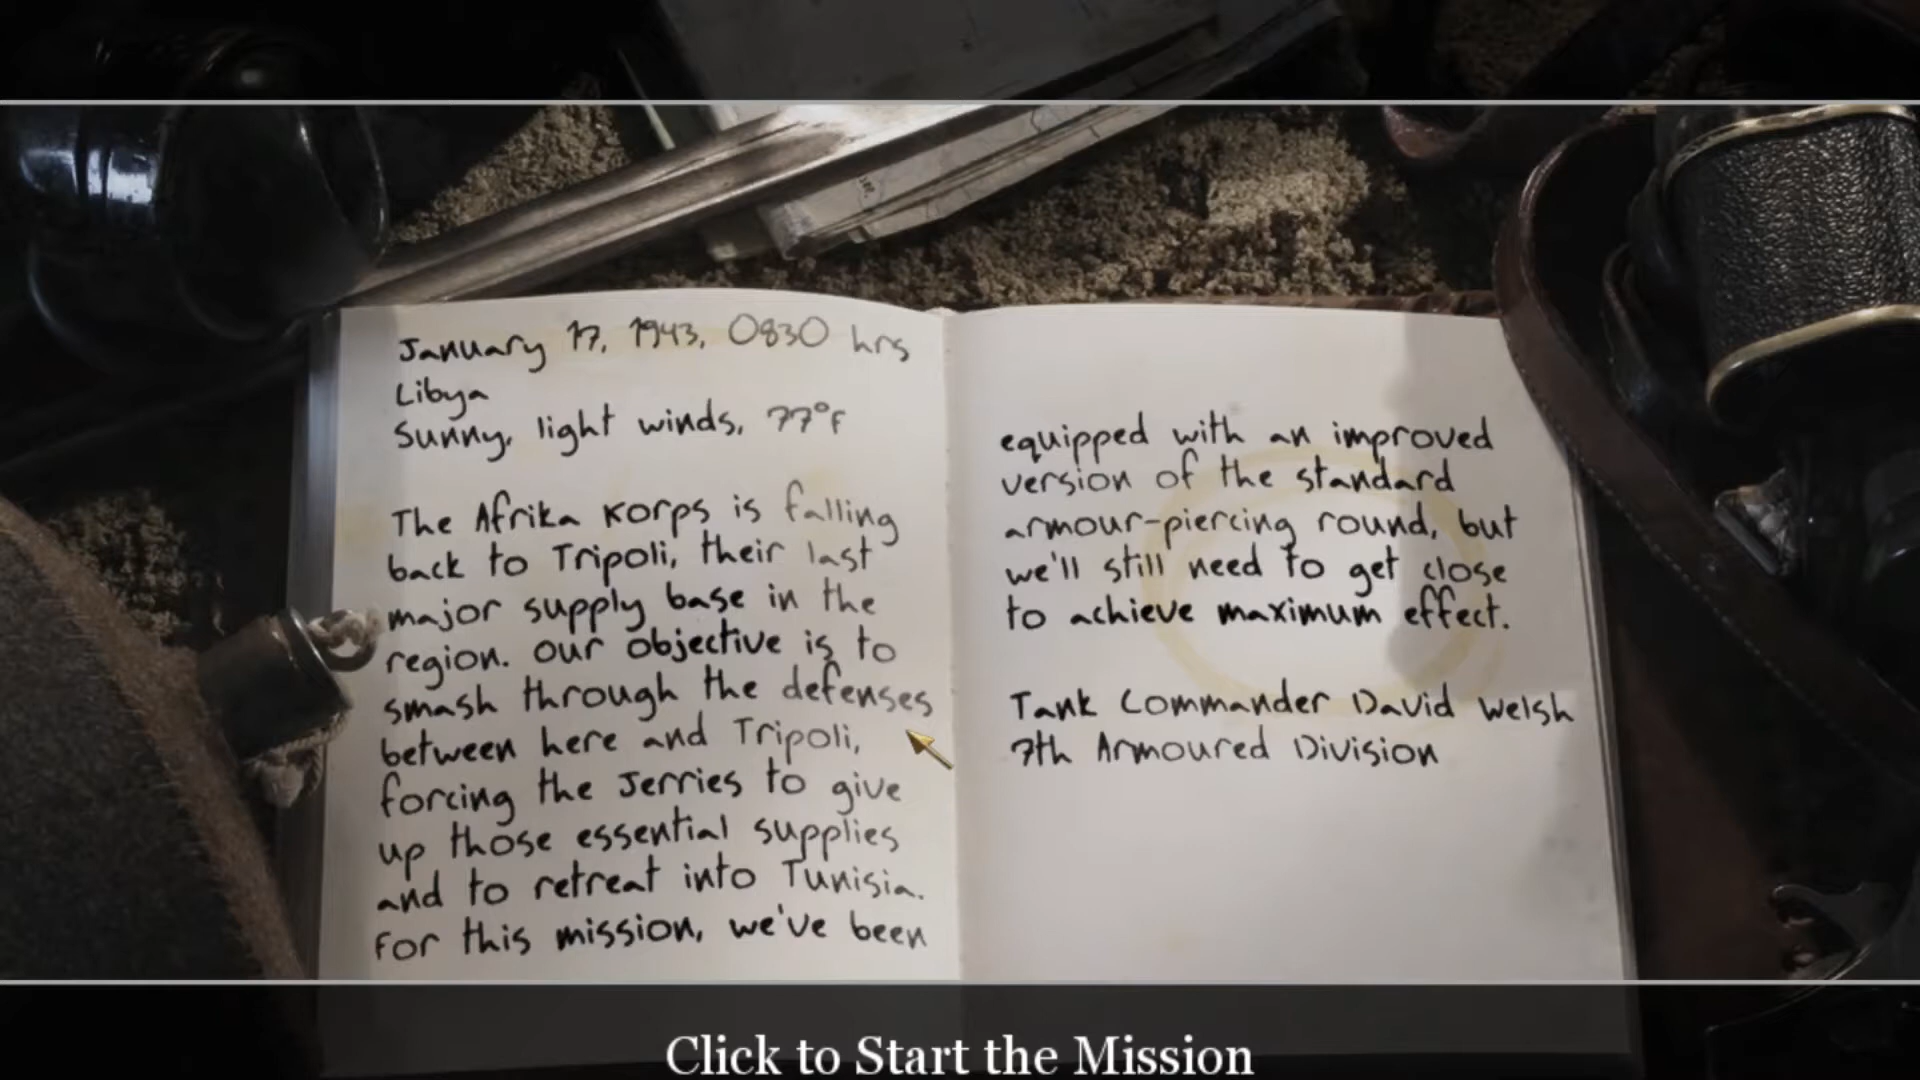 January 17, 1943, 0830 hrs
Libya
Sunny, light winds, 77°F
The Afrika Korps is falling
back to Tripoli, their last
major supply base in the
region. Our objective is to
smash through the defenses
between here and Tripoli,
forcing the Jerries to give
up those essential supplies
and to retreat into Tunisia.
For this mission, we've been
equipped with an improved
version of the standard
armour-piercing round, but
we'll still need to get close
to achieve maximum effect.
Tank Commander David Welsh
7th Armoured Division
Click to Start the Mission